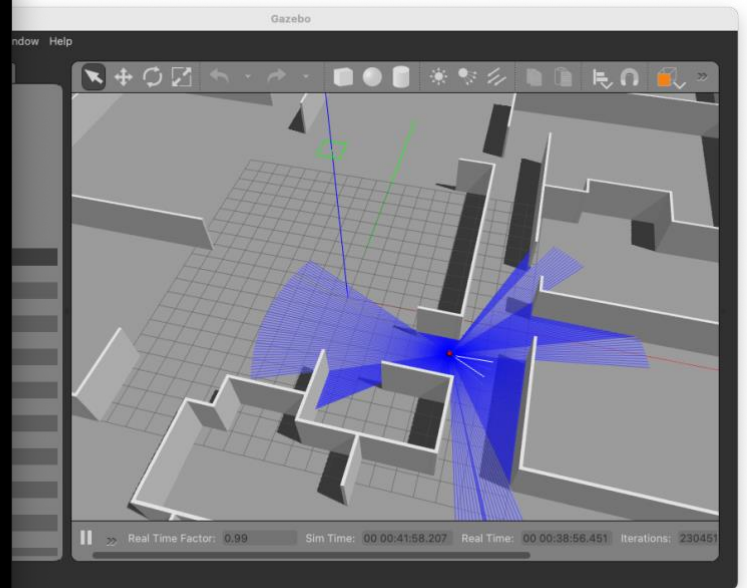 Gazebo
ndow Help
Real Time Factor: 0.99 Sim Time: 00 00:41:58.207 Real Time: 00 00:38:56.451 Iterations: 230451